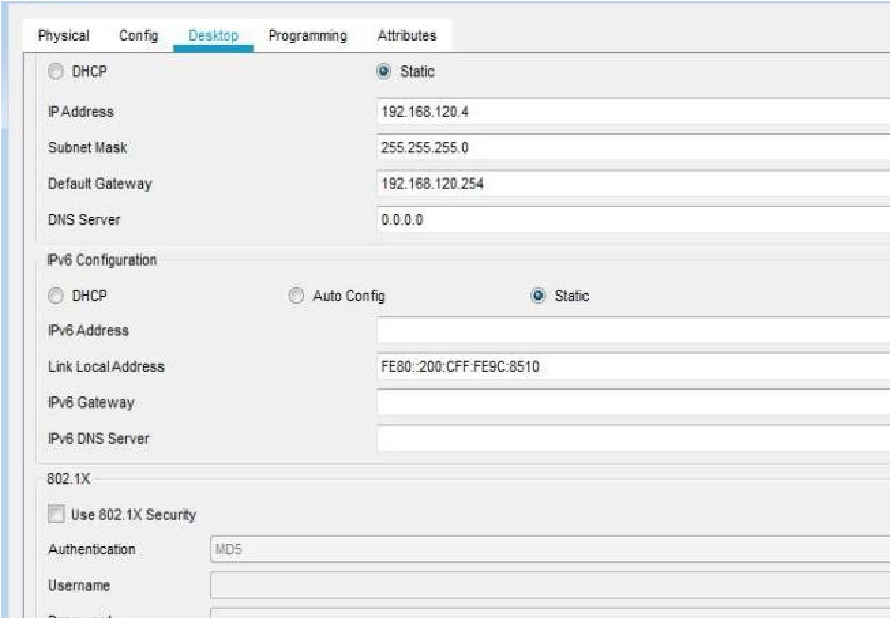 Physical Config Desktop Programming Attributes
DHCP Static
IP Address 192.168.120.4
Subnet Mask 255.255.255.0
Default Gateway 192.168.120.254
DNS Server 0.0.0.0
IPv6 Configuration
DHCP Auto Config Static
IPv6 Address
Link Local Address FE80::200:CFF:FE9C:8510
IPv6 Gateway
IPv6 DNS Server
802.1X
Use 802.1X Security
Authentication MD5
Username